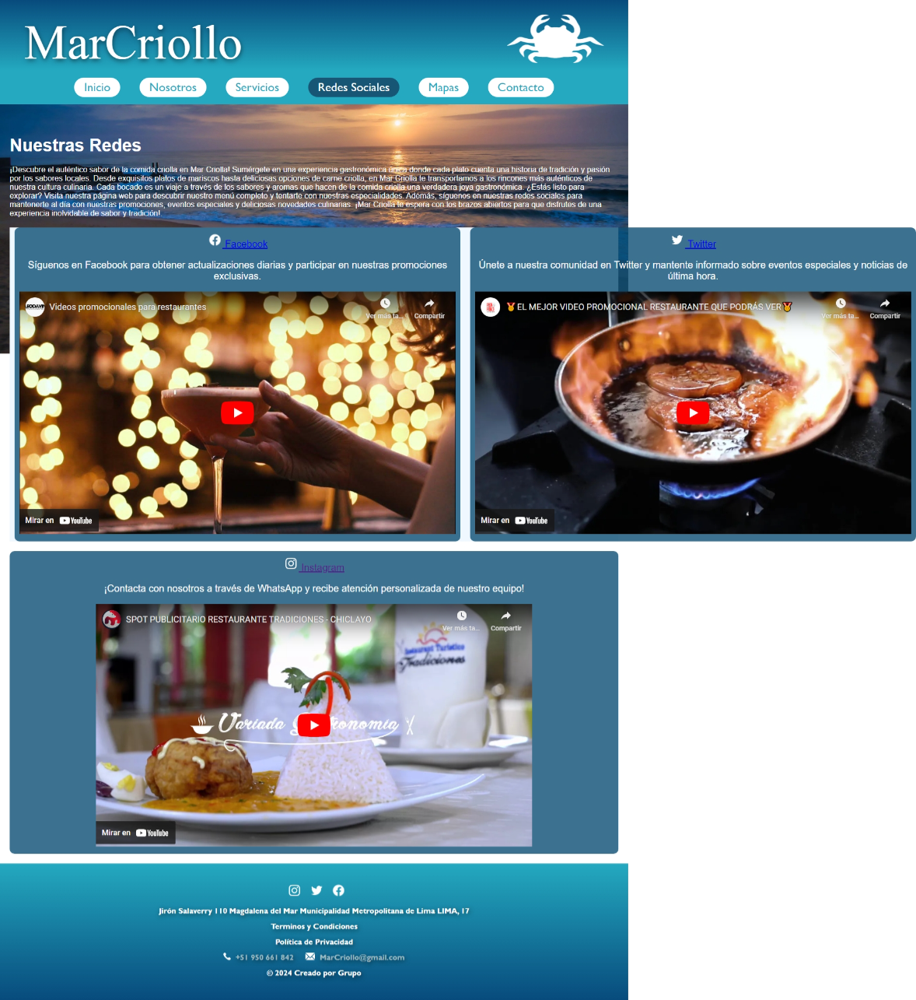 MarCriollo
Inicio
Nosotros
Servicios
Redes Sociales
Mapas
Contacto
Nuestras Redes
¡Descubre el auténtico sabor de la comida criolla en Mar Criolla! Sumérgete en una experiencia gastronómica única donde cada plato cuenta una historia de tradición y pasión
por los sabores locales. Desde exquisitos platos de mariscos hasta deliciosas opciones de carne criolla, en Mar Criolla te transportamos a los rincones más auténticos de
nuestra cultura culinaria. Cada bocado es un viaje a través de los sabores y aromas que hacen de la comida criolla una verdadera joya gastronómica. ¿Estás listo para
explorar? Visita nuestra página web para descubrir nuestro menú completo y tentarte con nuestras especialidades. Además, síguenos en nuestras redes sociales para
mantenerte al día con nuestras promociones, eventos especiales y deliciosas novedades culinarias. ¡Mar Criolla te espera con los brazos abiertos para que disfrutes de una
experiencia inolvidable de sabor y tradición!
Facebook
Síguenos en Facebook para obtener actualizaciones diarias y participar en nuestras promociones
exclusivas.
Videos promocionales para restaurantes
Ver más ta...
Compartir
Mirar en YouTube
Twitter
Únete a nuestra comunidad en Twitter y mantente informado sobre eventos especiales y noticias de
última hora.
🏅EL MEJOR VIDEO PROMOCIONAL RESTAURANTE QUE PODRÁS VER🏅
Ver más ta...
Compartir
Mirar en YouTube
Instagram
¡Contacta con nosotros a través de WhatsApp y recibe atención personalizada de nuestro equipo!
SPOT PUBLICITARIO RESTAURANTE TRADICIONES - CHICLAYO
Ver más ta...
Compartir
Restaurant Turístico
Tradiciones
Variada
Mirar en YouTube
Jirón Salaverry 110 Magdalena del Mar Municipalidad Metropolitana de Lima LIMA, 17
Terminos y Condiciones
Política de Privacidad
+51 950 661 842
MarCriollo@gmail.com
© 2024 Creado por Grupo